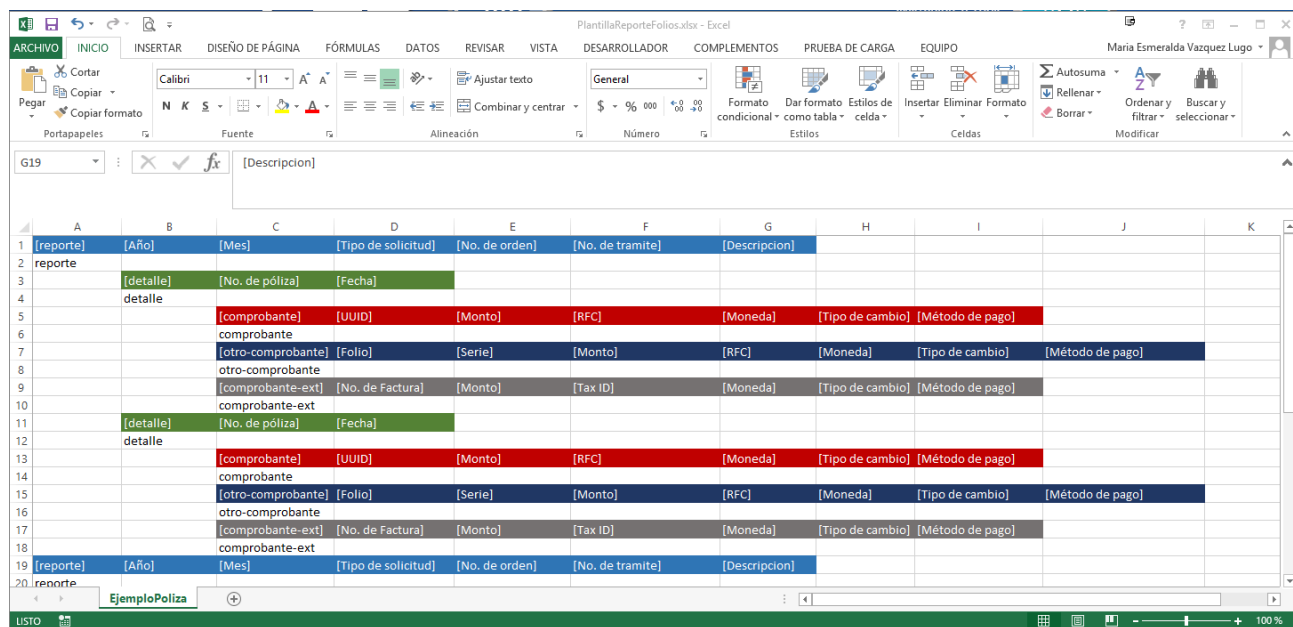 PlantillaReporteFolios.xlsx - Excel
ARCHIVO INICIO INSERTAR DISEÑO DE PÁGINA FÓRMULAS DATOS REVISAR VISTA DESARROLLADOR COMPLEMENTOS PRUEBA DE CARGA EQUIPO Maria Esmeralda Vazquez Lugo
Pegar
Cortar
Copiar
Copiar formato
Portapapeles
Calibri 11
N K S
Fuente
Ajustar texto
Combinar y centrar
Alineación
General
$ % 000
Número
Formato condicional
Dar formato como tabla
Estilos de celda
Estilos
Insertar Eliminar Formato
Celdas
Autosuma
Rellenar
Borrar
Ordenar y filtrar
Buscar y seleccionar
Modificar
G19 fx [Descripcion]
A B C D E F G H I J K
1 [reporte] [Año] [Mes] [Tipo de solicitud] [No. de orden] [No. de tramite] [Descripcion]
2 reporte
3 [detalle] [No. de póliza] [Fecha]
4 detalle
5 [comprobante] [UUID] [Monto] [RFC] [Moneda] [Tipo de cambio] [Método de pago]
6 comprobante
7 [otro-comprobante] [Folio] [Serie] [Monto] [RFC] [Moneda] [Tipo de cambio] [Método de pago]
8 otro-comprobante
9 [comprobante-ext] [No. de Factura] [Monto] [Tax ID] [Moneda] [Tipo de cambio] [Método de pago]
10 comprobante-ext
11 [detalle] [No. de póliza] [Fecha]
12 detalle
13 [comprobante] [UUID] [Monto] [RFC] [Moneda] [Tipo de cambio] [Método de pago]
14 comprobante
15 [otro-comprobante] [Folio] [Serie] [Monto] [RFC] [Moneda] [Tipo de cambio] [Método de pago]
16 otro-comprobante
17 [comprobante-ext] [No. de Factura] [Monto] [Tax ID] [Moneda] [Tipo de cambio] [Método de pago]
18 comprobante-ext
19 [reporte] [Año] [Mes] [Tipo de solicitud] [No. de orden] [No. de tramite] [Descripcion]
20 reporte
EjemploPoliza
LISTO 100 %